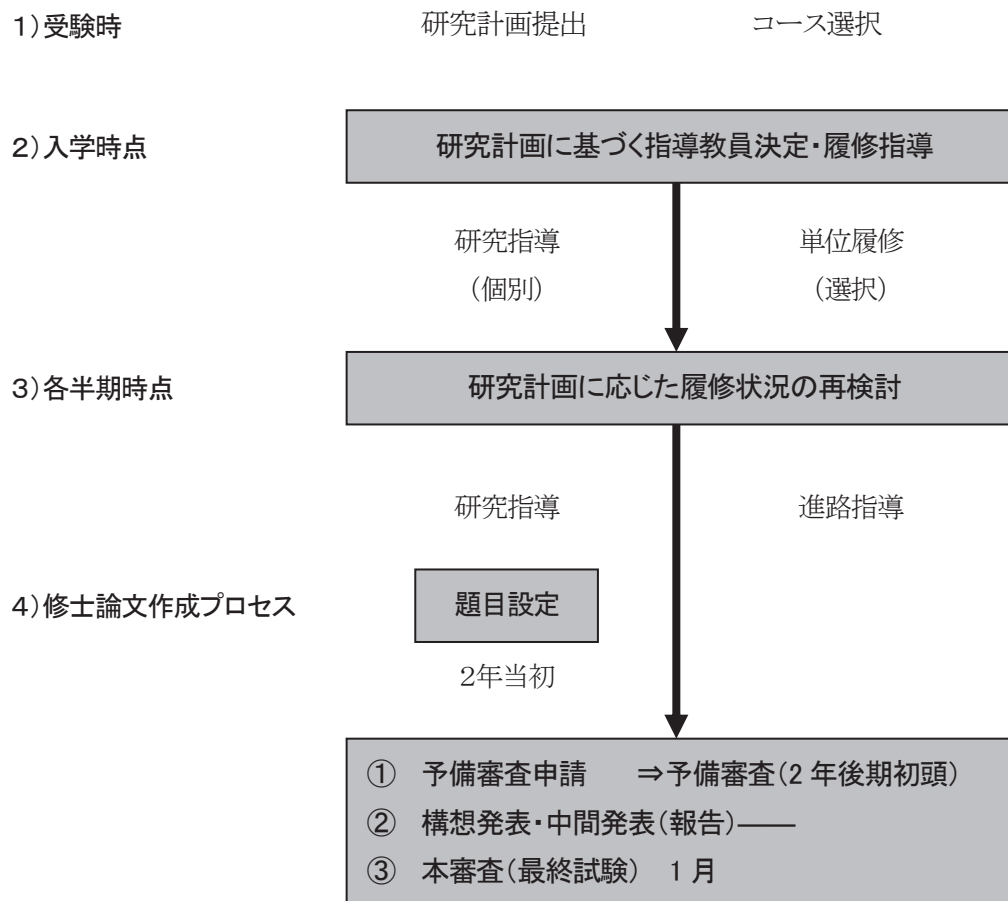 1)受験時 研究計画提出 コース選択
2)入学時点 研究計画に基づく指導教員決定・履修指導
研究指導 単位履修
(個別) (選択)
3)各半期時点 研究計画に応じた履修状況の再検討
研究指導 進路指導
4)修士論文作成プロセス 題目設定
2年当初
① 予備審査申請 ⇒予備審査(2 年後期初頭)
② 構想発表・中間発表(報告)――
③ 本審査(最終試験) 1 月